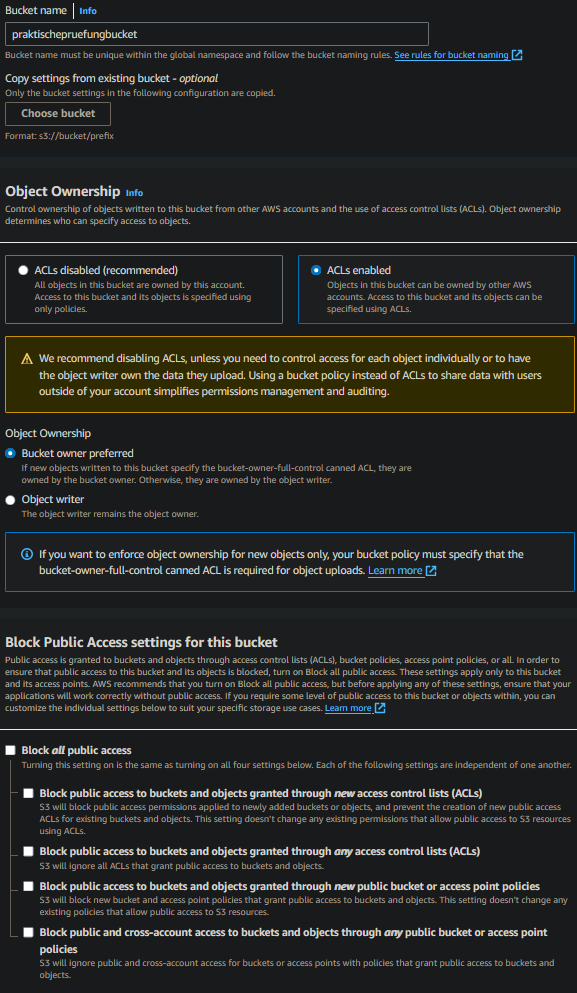 Bucket name Info
praktischepruefungbucket
Bucket name must be unique within the global namespace and follow the bucket naming rules. See rules for bucket naming
Copy settings from existing bucket - optional
Only the bucket settings in the following configuration are copied.
Choose bucket
Format: s3://bucket/prefix
Object Ownership Info
Control ownership of objects written to this bucket from other AWS accounts and the use of access control lists (ACLs). Object ownership
determines who can specify access to objects.
ACLs disabled (recommended)
All objects in this bucket are owned by this account.
Access to this bucket and its objects is specified using
only policies.
ACLs enabled
Objects in this bucket can be owned by other AWS
accounts. Access to this bucket and its objects can be
specified using ACLs.
We recommend disabling ACLs, unless you need to control access for each object individually or to have
the object writer own the data they upload. Using a bucket policy instead of ACLs to share data with users
outside of your account simplifies permissions management and auditing.
Object Ownership
Bucket owner preferred
If new objects written to this bucket specify the bucket-owner-full-control canned ACL, they are
owned by the bucket owner. Otherwise, they are owned by the object writer.
Object writer
The object writer remains the object owner.
If you want to enforce object ownership for new objects only, your bucket policy must specify that the
bucket-owner-full-control canned ACL is required for object uploads. Learn more
Block Public Access settings for this bucket
Public access is granted to buckets and objects through access control lists (ACLs), bucket policies, access point policies, or all. In order to
ensure that public access to this bucket and its objects is blocked, turn on Block all public access. These settings apply only to this bucket
and its access points. AWS recommends that you turn on Block all public access, but before applying any of these settings, ensure that your
applications will work correctly without public access. If you require some level of public access to this bucket or objects within, you can
customize the individual settings below to suit your specific storage use cases. Learn more
Block all public access
Turning this setting on is the same as turning on all four settings below. Each of the following settings are independent of one another.
Block public access to buckets and objects granted through new access control lists (ACLs)
S3 will block public access permissions applied to newly added buckets or objects, and prevent the creation of new public access
ACLs for existing buckets and objects. This setting doesn't change any existing permissions that allow public access to S3 resources
using ACLs.
Block public access to buckets and objects granted through any access control lists (ACLs)
S3 will ignore all ACLs that grant public access to buckets and objects.
Block public access to buckets and objects granted through new public bucket or access point policies
S3 will block new bucket and access point policies that grant public access to buckets and objects. This setting doesn't change any
existing policies that allow public access to S3 resources.
Block public and cross-account access to buckets and objects through any public bucket or access point
policies
S3 will ignore public and cross-account access for buckets or access points with policies that grant public access to buckets and
objects.